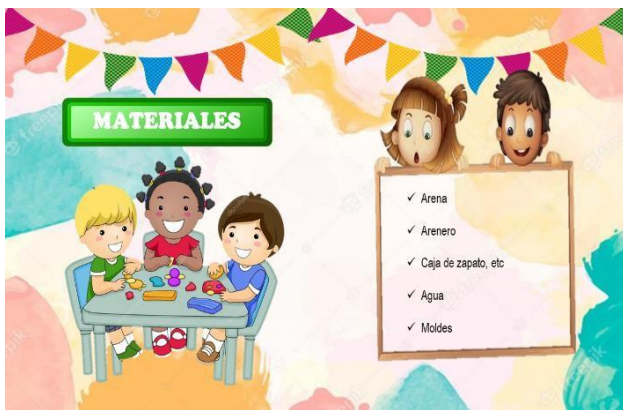 MATERIALES
✓ Arena
✓ Arenero
✓ Caja de zapato, etc
✓ Agua
✓ Moldes